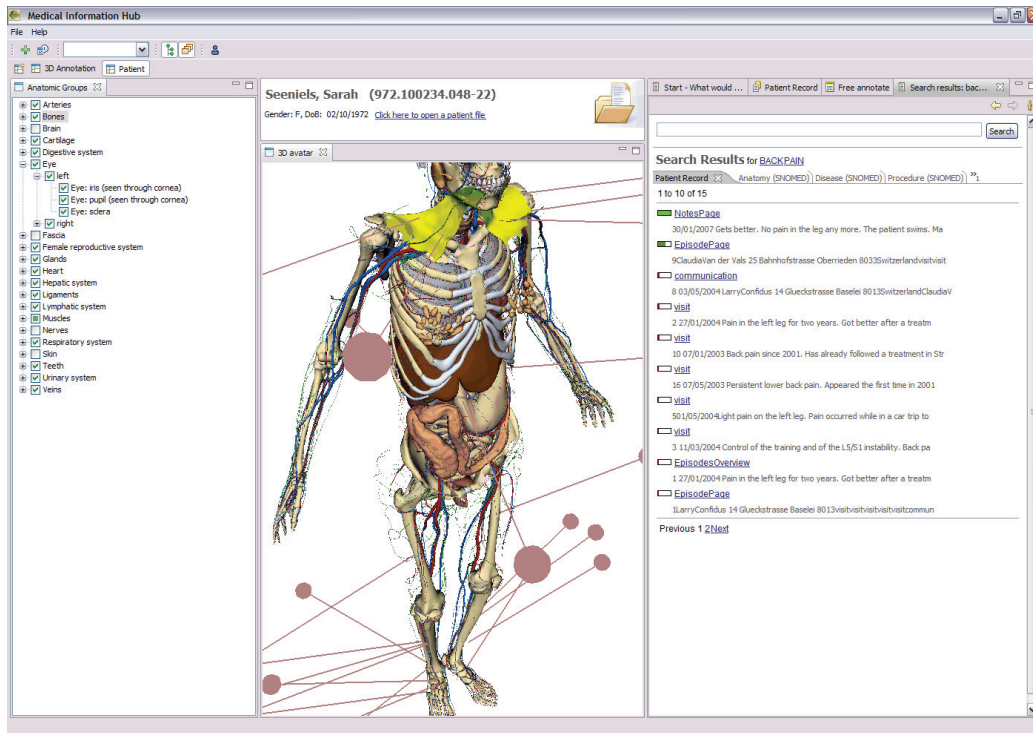 Medical Information Hub
File Help
3D Annotation Patient
Anatomic Groups
Arteries
Bones
Brain
Cartilage
Digestive system
Eye
left
Eye: iris (seen through cornea)
Eye: pupil (seen through cornea)
Eye: sclera
right
Fascia
Female reproductive system
Glands
Heart
Hepatic system
Ligaments
Lymphatic system
Muscles
Nerves
Respiratory system
Skin
Teeth
Urinary system
Veins
Seeniels, Sarah (972.100234.048-22)
Gender: F, DoB: 02/10/1972 Click here to open a patient file
3D avatar
Start - What would ... Patient Record Free annotate Search results: bac...
Search
Search Results for BACKPAIN
Patient Record Anatomy (SNOMED) Disease (SNOMED) Procedure (SNOMED) »1
1 to 10 of 15
NotesPage
30/01/2007 Gets better. No pain in the leg any more. The patient swims. Ma
EpisodePage
9ClaudiaVan der Vals 25 Bahnhofstrasse Oberrieden 8033Switzerlandvisitvisit
communication
8 03/05/2004 LarryConfidus 14 Glueckstrasse Baselei 8013SwitzerlandClaudiaV
visit
2 27/01/2004 Pain in the left leg for two years. Got better after a treatm
visit
10 07/01/2003 Back pain since 2001. Has already followed a treatment in Str
visit
16 07/05/2003 Persistent lower back pain. Appeared the first time in 2001
visit
501/05/2004Light pain on the left leg. Pain occurred while in a car trip to
visit
3 11/03/2004 Control of the training and of the L5/S1 instability. Back pa
EpisodesOverview
1 27/01/2004 Pain in the left leg for two years. Got better after a treatm
EpisodePage
1LarryConfidus 14 Glueckstrasse Baselei 8013visitvisitvisitvisitvisitcommun
Previous 1 2Next